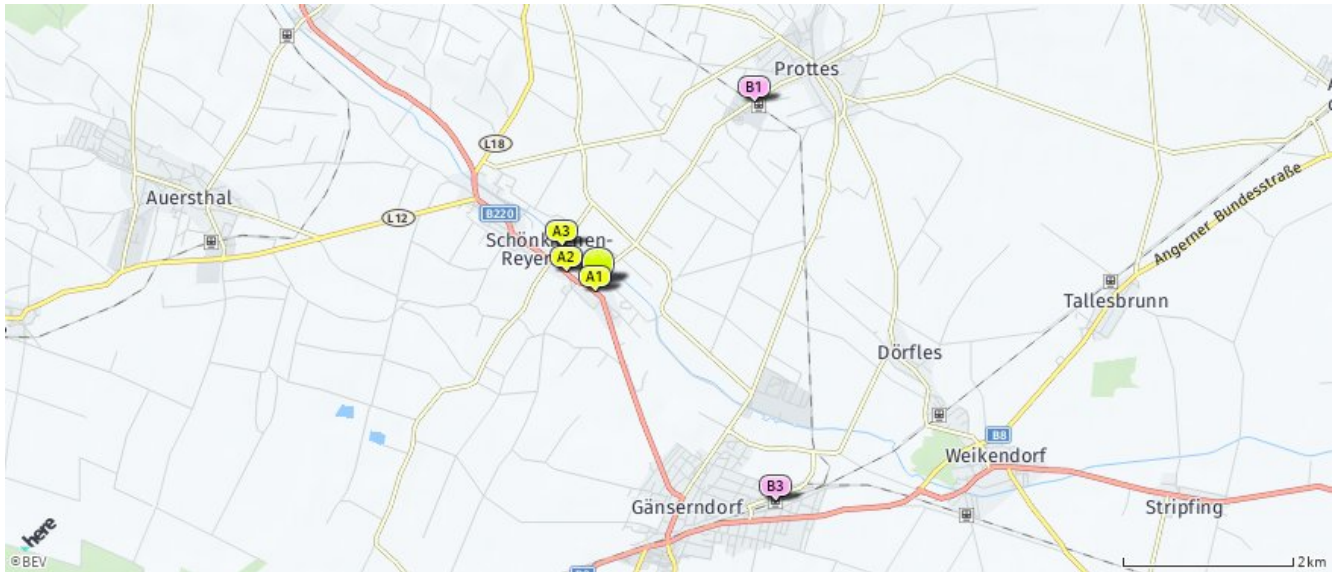 Prottes
B1
L18
Auersthal
B220
L12
A3
Schönkirchen-
Reyer
A2
A1
Angerner Bundesstraße
Tallesbrunn
Dörfles
B8
Weikendorf
B3
Gänserndorf
Stripfing
here
©BEV
2km